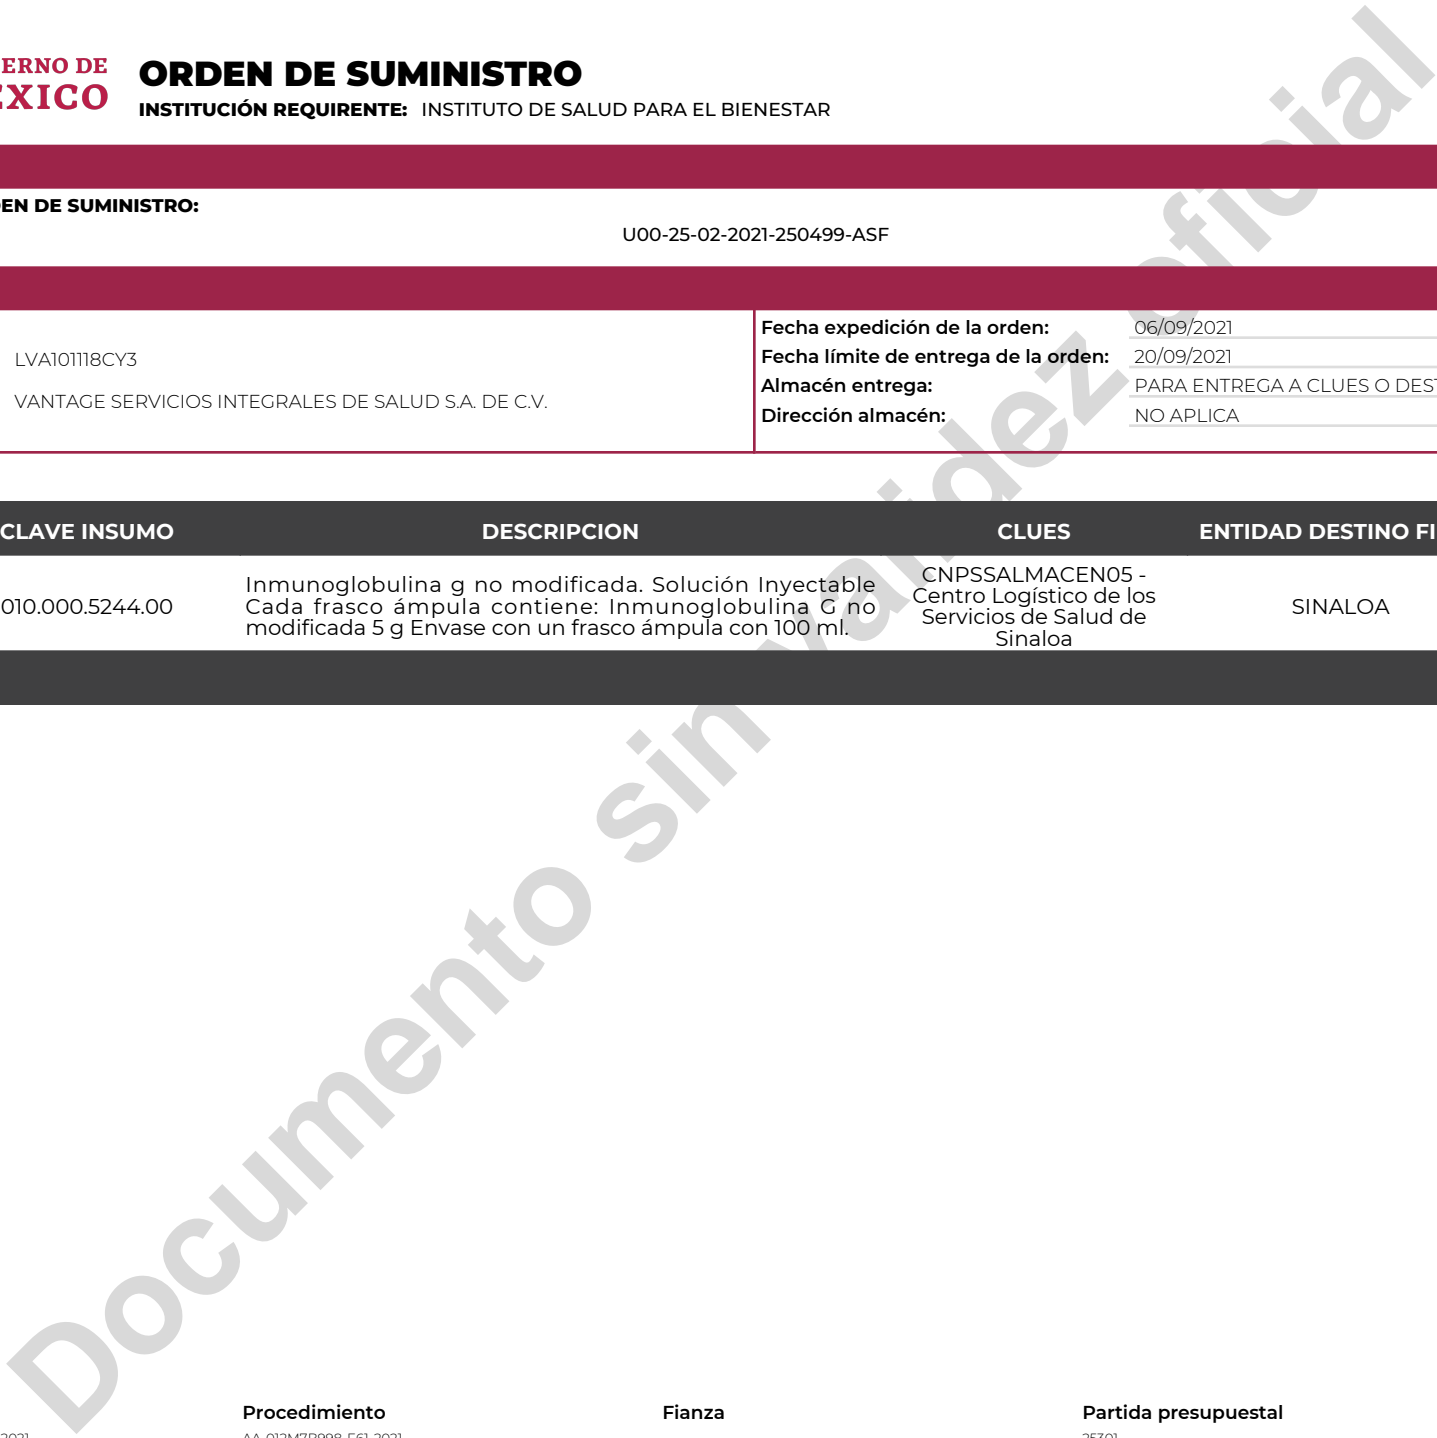 ERNO DE
EXICO
ORDEN DE SUMINISTRO
INSTITUCIÓN REQUIRENTE: INSTITUTO DE SALUD PARA EL BIENESTAR
EN DE SUMINISTRO:
U00-25-02-2021-250499-ASF
LVA101118CY3
VANTAGE SERVICIOS INTEGRALES DE SALUD S.A. DE C.V.
Fecha expedición de la orden: 06/09/2021
Fecha límite de entrega de la orden: 20/09/2021
Almacén entrega: PARA ENTREGA A CLUES O DEST
Dirección almacén: NO APLICA
CLAVE INSUMO DESCRIPCION CLUES ENTIDAD DESTINO FI
010.000.5244.00
Inmunoglobulina g no modificada. Solución Inyectable
Cada frasco ámpula contiene: Inmunoglobulina G no
modificada 5 g Envase con un frasco ámpula con 100 ml.
CNPSSALMACEN05 -
Centro Logístico de los
Servicios de Salud de
Sinaloa
SINALOA
Documento sin validez oficial
Procedimiento Fianza Partida presupuestal